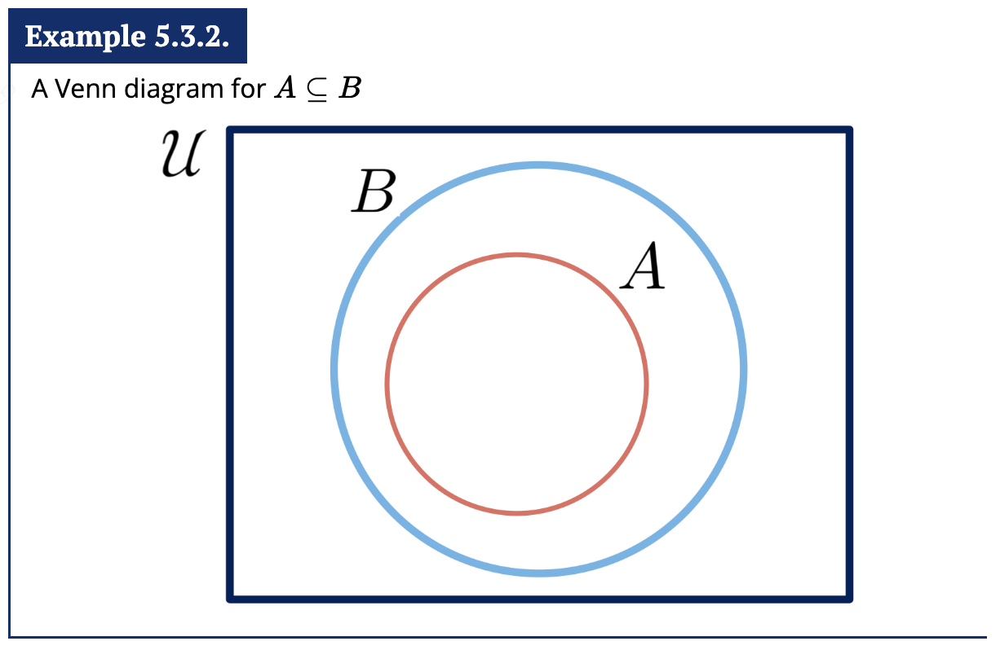 Example 5.3.2.
A Venn diagram for A ⊆ B
𝒰
B
A